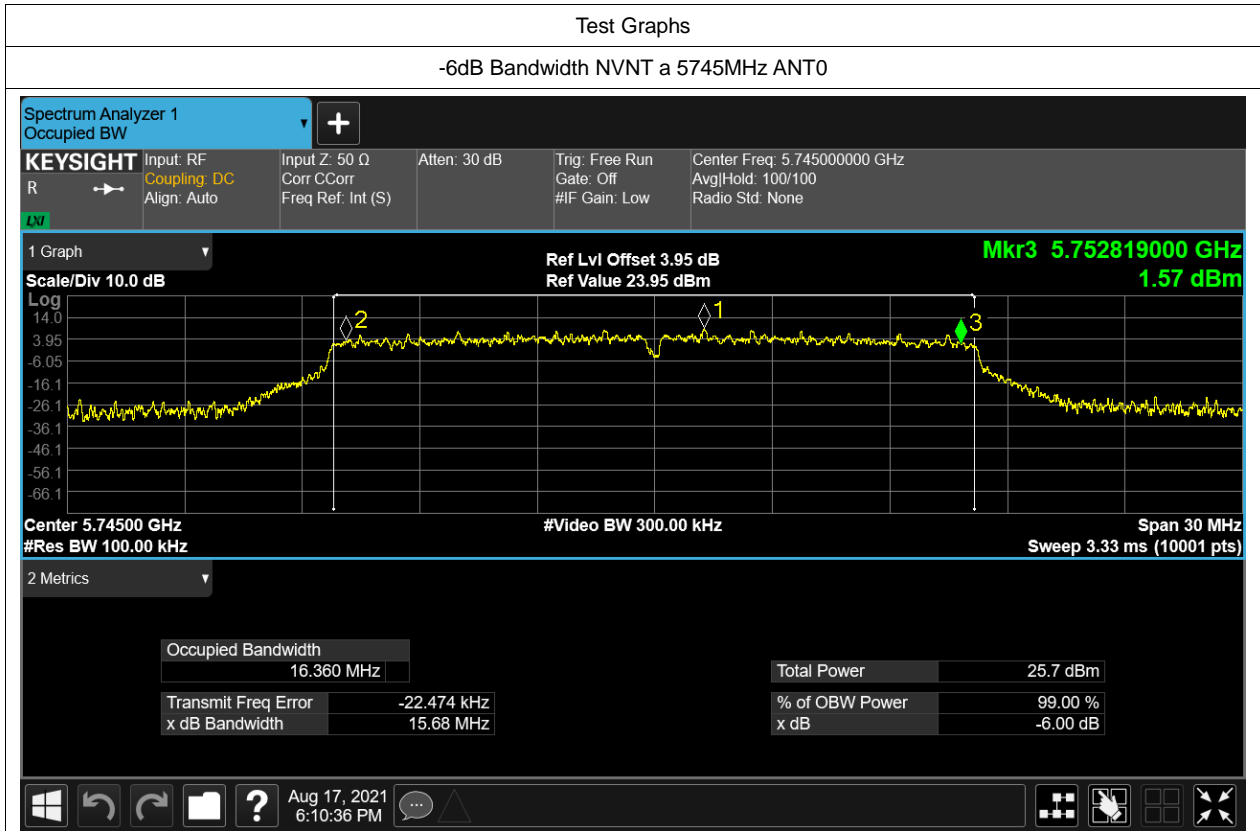 Test Graphs
-6dB Bandwidth NVNT a 5745MHz ANT0
Spectrum Analyzer 1
Occupied BW
KEYSIGHT
R
LXI
Input: RF
Coupling: DC
Align: Auto
Input Z: 50 Ω
Corr CCorr
Freq Ref: Int (S)
Atten: 30 dB
Trig: Free Run
Gate: Off
#IF Gain: Low
Center Freq: 5.745000000 GHz
Avg|Hold: 100/100
Radio Std: None
1 Graph
Scale/Div 10.0 dB
Ref Lvl Offset 3.95 dB
Ref Value 23.95 dBm
Mkr3 5.752819000 GHz
1.57 dBm
Log
14.0
3.95
-6.05
-16.1
-26.1
-36.1
-46.1
-56.1
-66.1
2
1
3
Center 5.74500 GHz
#Res BW 100.00 kHz
#Video BW 300.00 kHz
Span 30 MHz
Sweep 3.33 ms (10001 pts)
2 Metrics
Occupied Bandwidth
16.360 MHz
Transmit Freq Error -22.474 kHz
x dB Bandwidth 15.68 MHz
Total Power 25.7 dBm
% of OBW Power 99.00 %
x dB -6.00 dB
?
Aug 17, 2021
6:10:36 PM